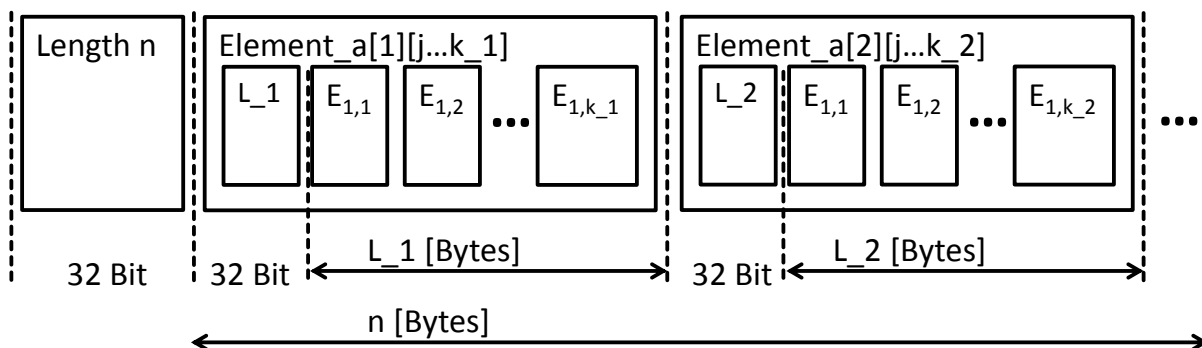 Length n
Element_a[1][j...k_1]
L_1
E1,1
E1,2
...
E1,k_1
Element_a[2][j...k_2]
L_2
E1,1
E1,2
...
E1,k_2
...
32 Bit
32 Bit
L_1 [Bytes]
32 Bit
L_2 [Bytes]
n [Bytes]